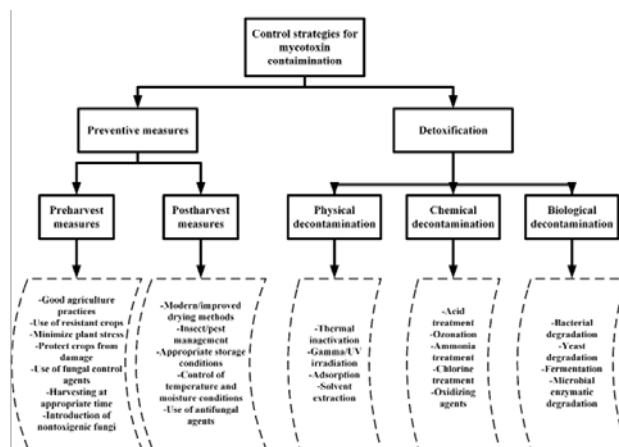 Control strategies for
mycotoxin
contaimination
Preventive measures
Detoxification
Preharvest
measures
Postharvest
measures
Physical
decontamination
Chemical
decontamination
Biological
decontamination
-Good agriculture
practices
-Use of resistant crops
-Minimize plant stress
-Protect crops from
damage
-Use of fungal control
agents
-Harvesting at
appropriate time
-Introduction of
nontoxigenic fungi
-Modern/improved
drying methods
-Insect/pest
management
-Appropriate storage
conditions
-Control of
temperature and
moisture conditions
-Use of antifungal
agents
-Thermal
inactivation
-Gamma/UV
irradiation
-Adsorption
-Solvent
extraction
-Acid
treatment
-Ozonation
-Ammonia
treatment
-Chlorine
treatment
-Oxidizing
agents
-Bacterial
degradation
-Yeast
degradation
-Fermentation
-Microbial
enzymatic
degradation